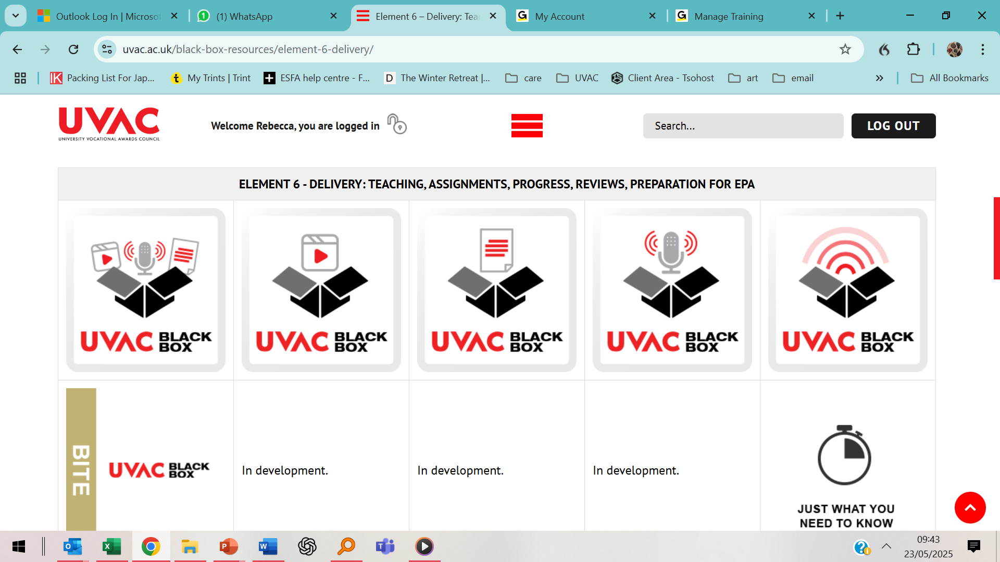 Outlook Log In | Microsof
(1) WhatsApp
Element 6 – Delivery: Tea
My Account
Manage Training
uvac.ac.uk/black-box-resources/element-6-delivery/
Packing List For Jap...
My Trints | Trint
ESFA help centre - F...
The Winter Retreat |...
care
UVAC
Client Area - Tsohost
art
email
All Bookmarks
UVAC
UNIVERSITY VOCATIONAL AWARDS COUNCIL
Welcome Rebecca, you are logged in
Search...
LOG OUT
ELEMENT 6 - DELIVERY: TEACHING, ASSIGNMENTS, PROGRESS, REVIEWS, PREPARATION FOR EPA
UVAC BLACK BOX
UVAC BLACK BOX
UVAC BLACK BOX
UVAC BLACK BOX
UVAC BLACK BOX
BITE
UVAC BLACK BOX
In development.
In development.
In development.
JUST WHAT YOU
NEED TO KNOW
09:43
23/05/2025